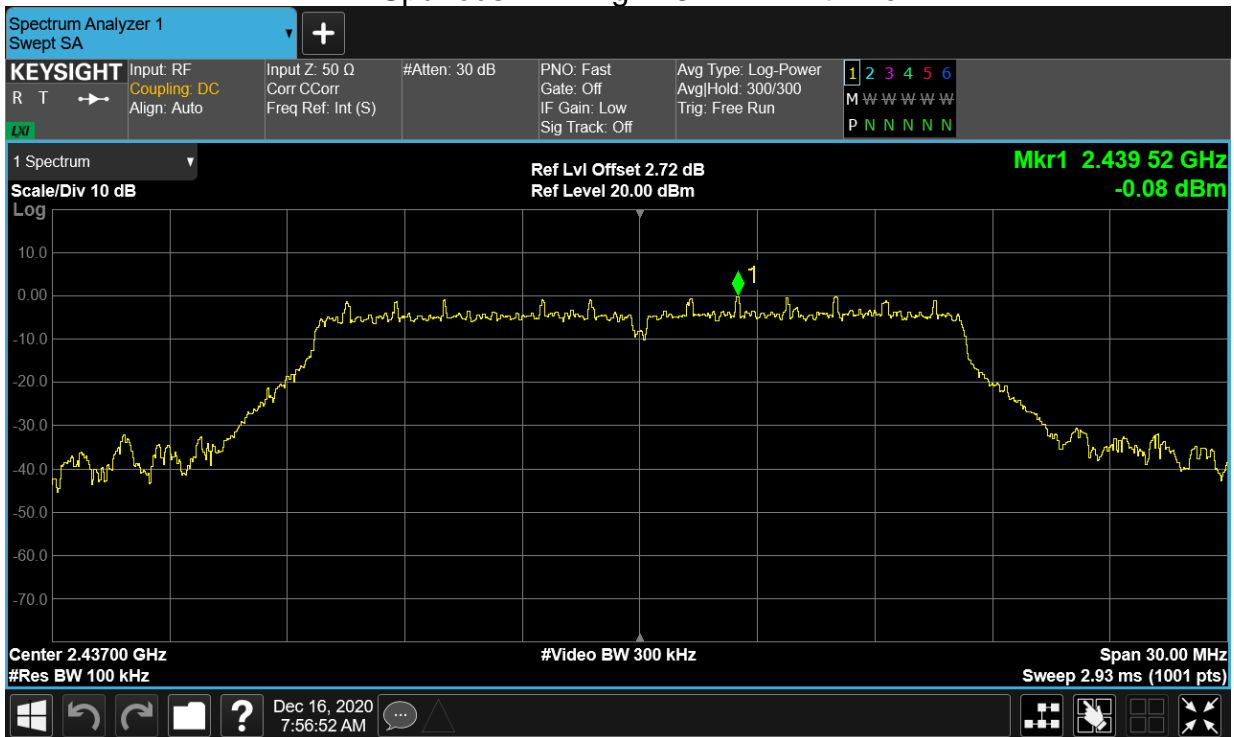 Spectrum Analyzer 1
Swept SA
KEYSIGHT
R T
LXI
Input: RF
Coupling: DC
Align: Auto
Input Z: 50 Ω
Corr CCorr
Freq Ref: Int (S)
#Atten: 30 dB
PNO: Fast
Gate: Off
IF Gain: Low
Sig Track: Off
Avg Type: Log-Power
Avg|Hold: 300/300
Trig: Free Run
1 2 3 4 5 6
M W W W W W
P N N N N N
1 Spectrum
Scale/Div 10 dB
Log
Ref Lvl Offset 2.72 dB
Ref Level 20.00 dBm
Mkr1 2.439 52 GHz
-0.08 dBm
10.0
0.00
-10.0
-20.0
-30.0
-40.0
-50.0
-60.0
-70.0
1
Center 2.43700 GHz
#Res BW 100 kHz
#Video BW 300 kHz
Span 30.00 MHz
Sweep 2.93 ms (1001 pts)
?
Dec 16, 2020
7:56:52 AM